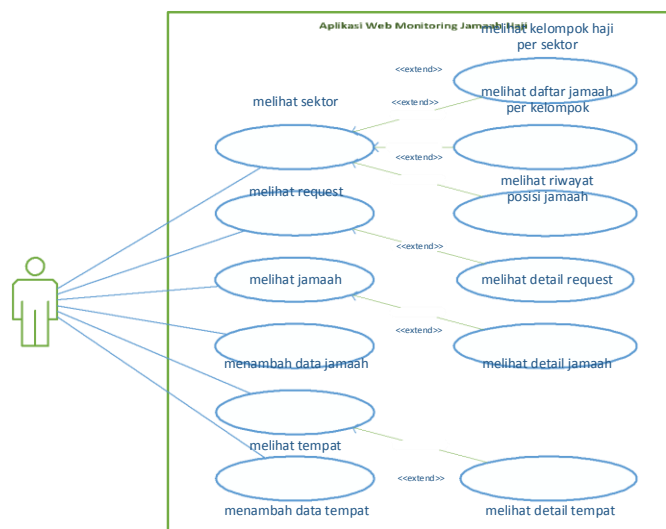 Aplikasi Web Monitoring Jamaah Haji
melihat kelompok haji
per sektor
<<extend>>
melihat sektor
<<extend>>
melihat daftar jamaah
per kelompok
<<extend>>
melihat request
melihat riwayat
posisi jamaah
<<extend>>
melihat jamaah
melihat detail request
<<extend>>
menambah data jamaah
melihat detail jamaah
melihat tempat
<<extend>>
menambah data tempat
melihat detail tempat